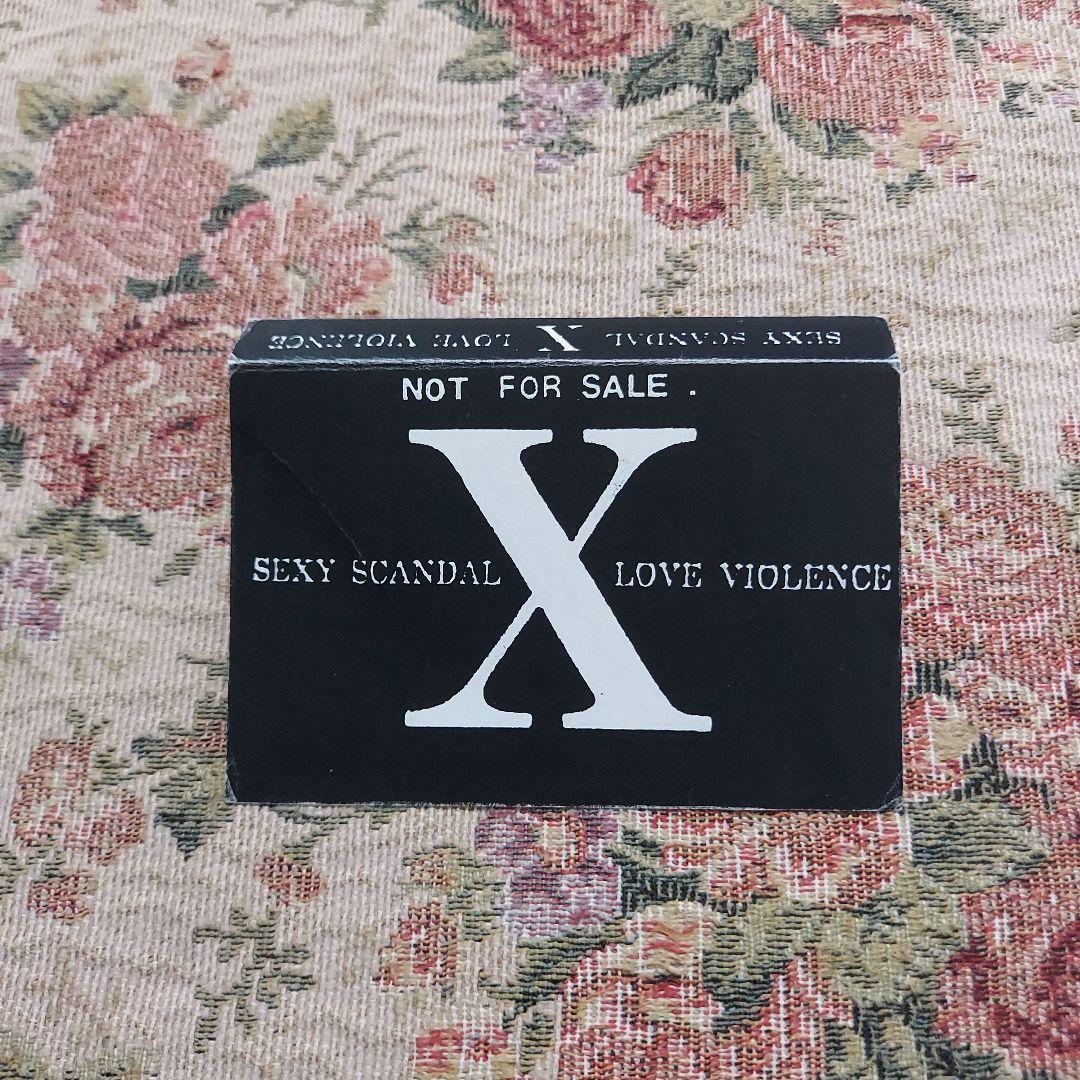 SEXY SCANDAL X LOVE VIOLENCE
NOT FOR SALE .
X
SEXY SCANDAL LOVE VIOLENCE